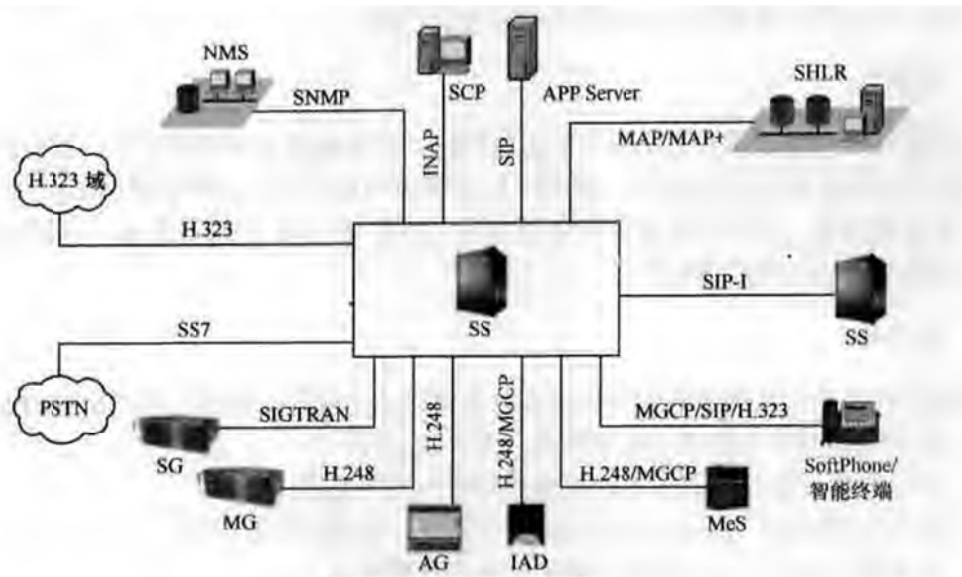 NMS
SCP
APP Server
SHLR
SNMP
INAP
SIP
MAP/MAP+
H.323 域
H.323
SS
SIP-I
SS
SS7
PSTN
SIGTRAN
SG
H.248
MG
H.248
AG
H.248/MGCP
IAD
H.248/MGCP
MeS
MGCP/SIP/H.323
SoftPhone/
智能终端